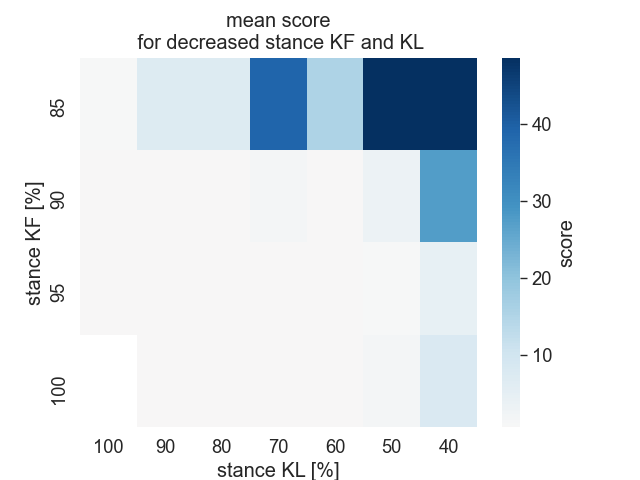 mean score
for decreased stance KF and KL
85
90
95
100
stance KF [%]
100 90 80 70 60 50 40
stance KL [%]
40
30
20
10
score